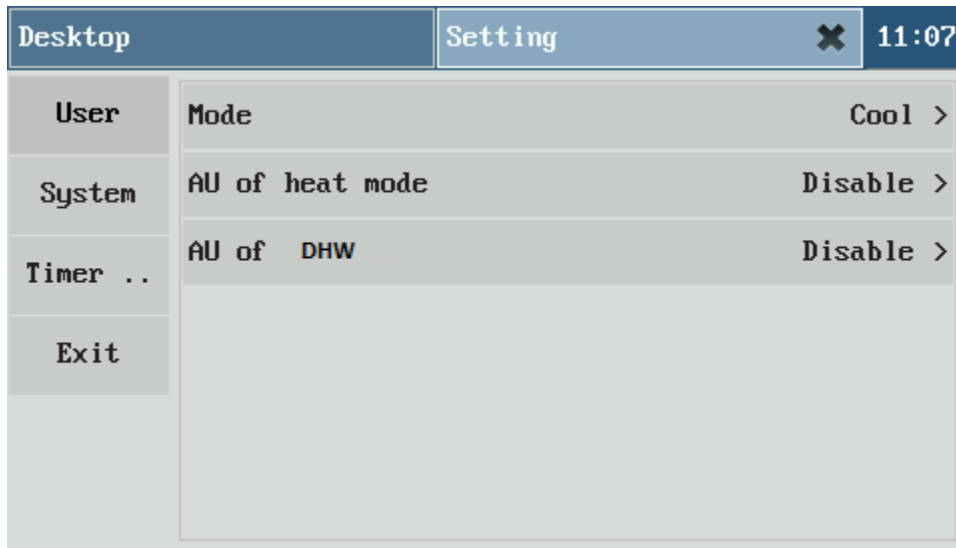 Desktop
Setting
11:07
User
Mode Cool >
System
AU of heat mode Disable >
Timer ..
AU of DHW Disable >
Exit